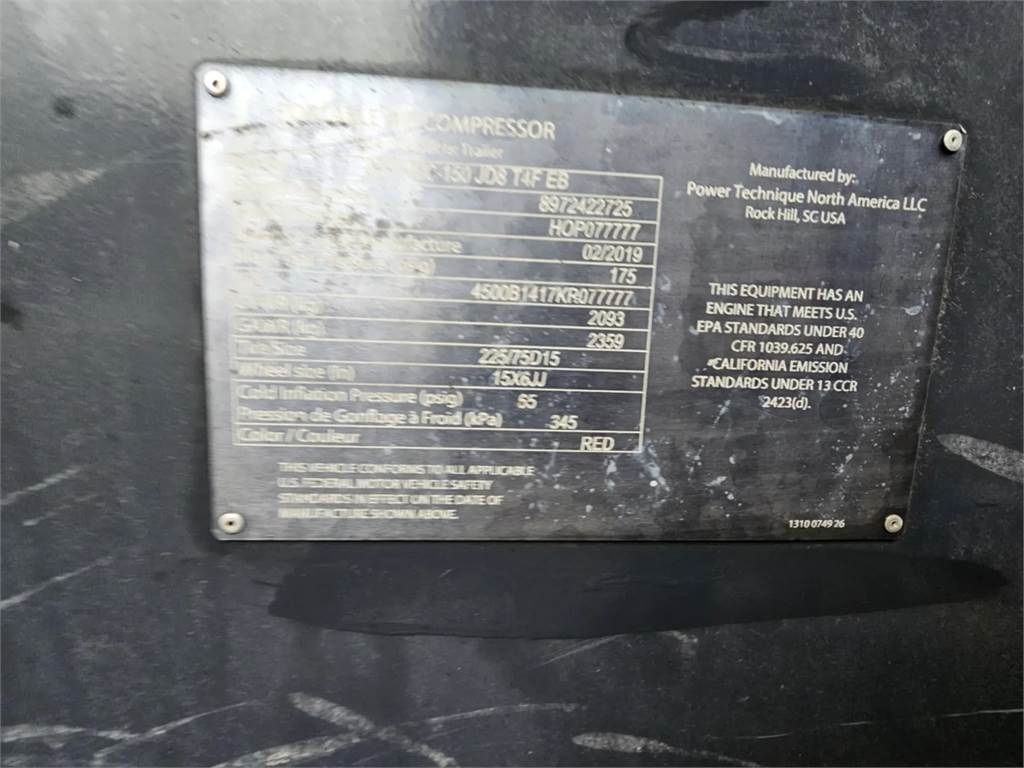 COMPRESSOR
Trailer
-150 JD8 T4F EB
8972422725
HOP077777
02/2019
175
4500B1417KR077777
2093
GAWR (kg) 2359
Tire Size 225/75D15
Wheel size (in) 15X6JJ
Cold Inflation Pressure (psig) 65
Pression de Gonflage à Froid (kPa) 345
Color / Couleur RED
THIS VEHICLE CONFORMS TO ALL APPLICABLE
U.S. FEDERAL MOTOR VEHICLE SAFETY
STANDARDS IN EFFECT ON THE DATE OF
MANUFACTURE SHOWN ABOVE.
Manufactured by:
Power Technique North America LLC
Rock Hill, SC USA
THIS EQUIPMENT HAS AN
ENGINE THAT MEETS U.S.
EPA STANDARDS UNDER 40
CFR 1039.625 AND
CALIFORNIA EMISSION
STANDARDS UNDER 13 CCR
2423(d).
1310 0749 26